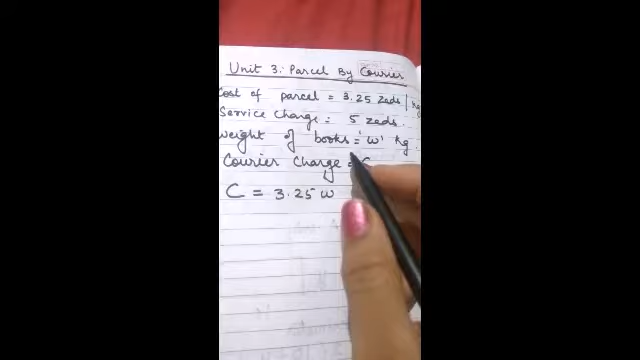 Unit 3: Parcel By Courier
Cost of parcel = 3.25 zeds | kg
Service Charge = 5 zeds.
weight of books = 'w' kg.
Courier Charge = C
C = 3.25 w